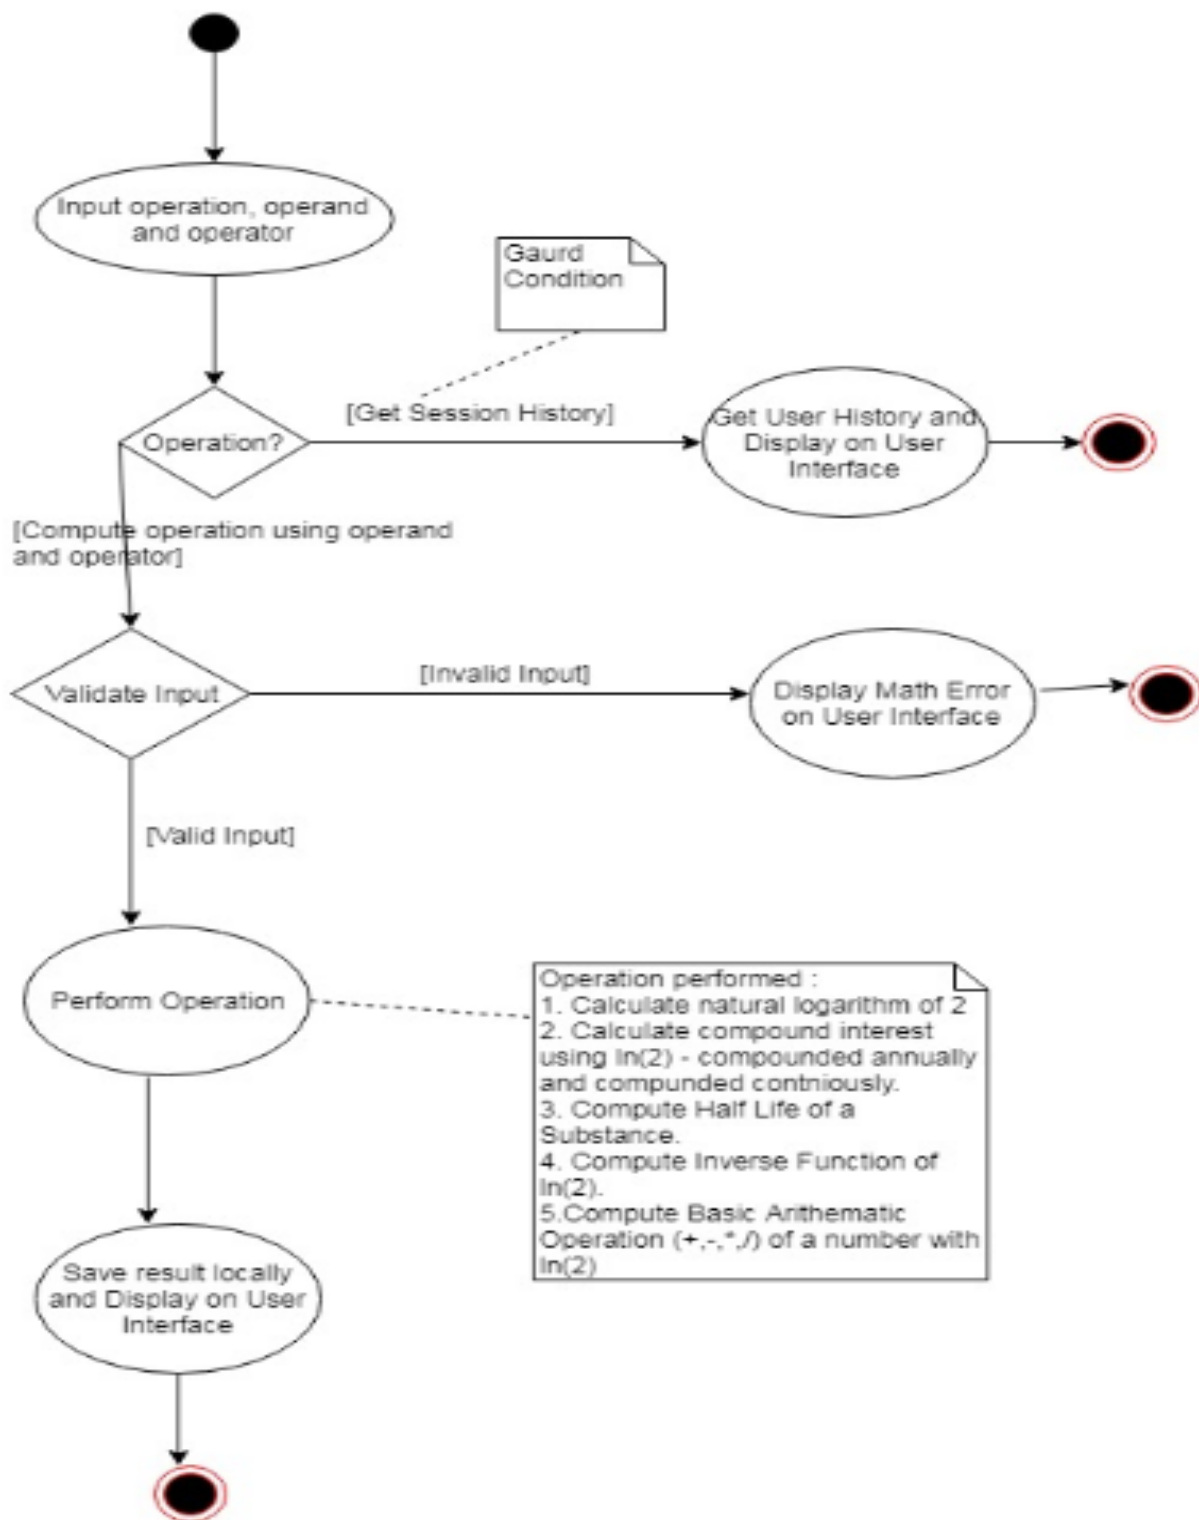 Input operation, operand
and operator
Gaurd
Condition
[Get Session History]
Get User History and
Display on User
Interface
Operation?
[Compute operation using operand
and operator]
[Invalid Input]
Validate Input
Display Math Error
on User Interface
[Valid Input]
Perform Operation
Operation performed :
1. Calculate natural logarithm of 2
2. Calculate compound interest
using ln(2) - compounded annually
and compunded contniously.
3. Compute Half Life of a
Substance.
4. Compute Inverse Function of
ln(2).
5.Compute Basic Arithematic
Operation (+,-,*,/) of a number with
ln(2)
Save result locally
and Display on User
Interface